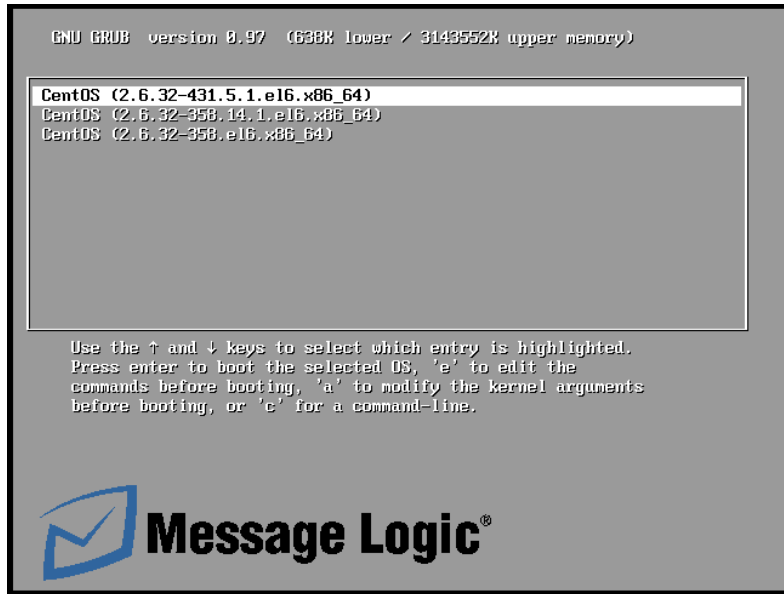 GNU GRUB version 0.97 (638K lower / 3143552K upper memory)
CentOS (2.6.32-431.5.1.el6.x86_64)
CentOS (2.6.32-358.14.1.el6.x86_64)
CentOS (2.6.32-358.el6.x86_64)
Use the ↑ and ↓ keys to select which entry is highlighted.
Press enter to boot the selected OS, 'e' to edit the
commands before booting, 'a' to modify the kernel arguments
before booting, or 'c' for a command-line.
Message Logic®